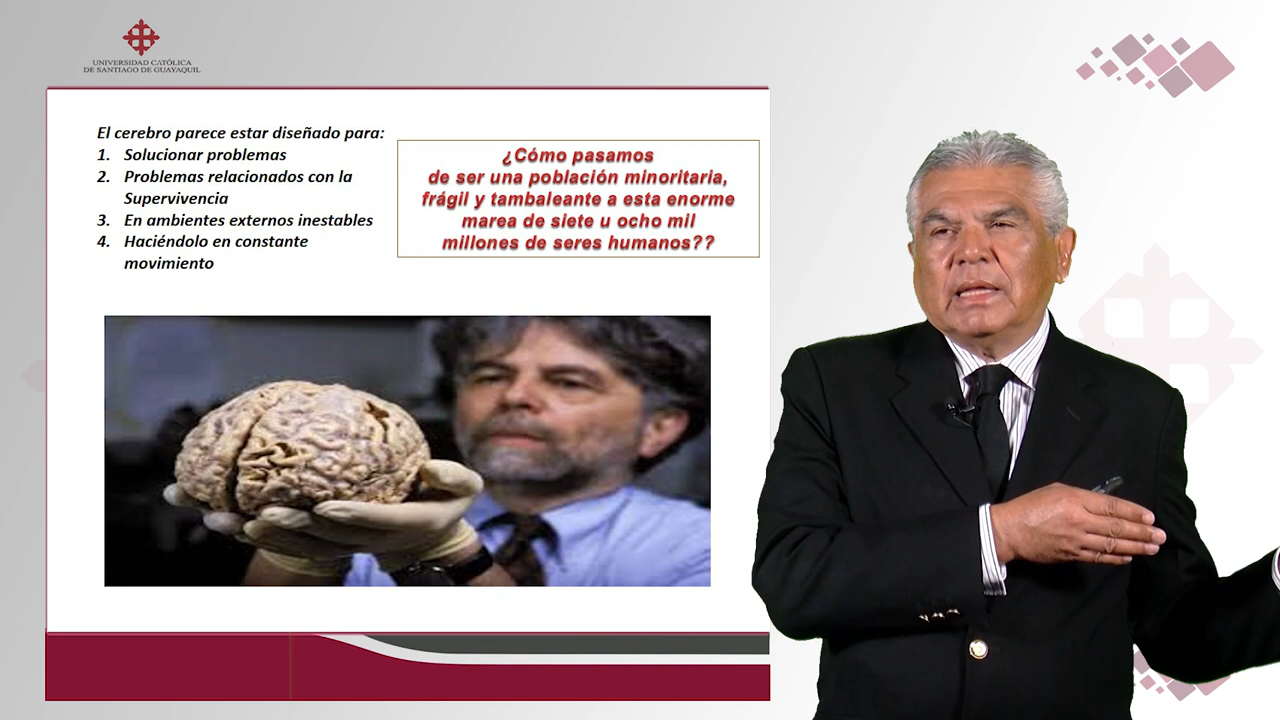 UNIVERSIDAD CATÓLICA
DE SANTIAGO DE GUAYAQUIL
El cerebro parece estar diseñado para:
1. Solucionar problemas
2. Problemas relacionados con la
Supervivencia
3. En ambientes externos inestables
4. Haciéndolo en constante
movimiento
¿Cómo pasamos
de ser una población minoritaria,
frágil y tambaleante a esta enorme
marea de siete u ocho mil
millones de seres humanos??